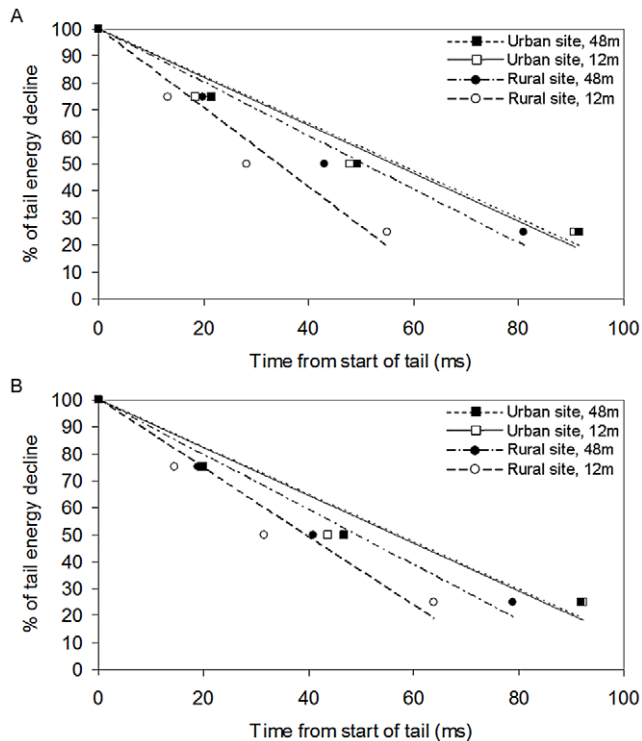 A
% of tail energy decline
100
90
80
70
60
50
40
30
20
10
0
Urban site, 48m
Urban site, 12m
Rural site, 48m
Rural site, 12m
0 20 40 60 80 100
Time from start of tail (ms)
B
% of tail energy decline
100
90
80
70
60
50
40
30
20
10
0
Urban site, 48m
Urban site, 12m
Rural site, 48m
Rural site, 12m
0 20 40 60 80 100
Time from start of tail (ms)